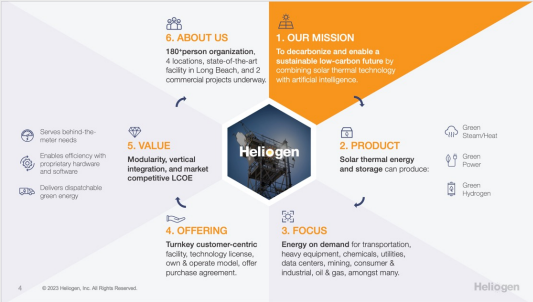 6. ABOUT US
180+person organization,
4 locations, state-of-the-art
facility in Long Beach, and 2
commercial projects underway.
1. OUR MISSION
To decarbonize and enable a
sustainable low-carbon future by
combining solar thermal technology
with artificial intelligence.
Serves behind-the-
meter needs
Enables efficiency with
proprietary hardware
and software
Delivers dispatchable
green energy
5. VALUE
Modularity, vertical
integration, and market
competitive LCOE
Heliogen
2. PRODUCT
Solar thermal energy
and storage can produce:
Green
Steam/Heat
Green
Power
Green
Hydrogen
4. OFFERING
Turnkey customer-centric
facility, technology license,
own & operate model, offer
purchase agreement.
3. FOCUS
Energy on demand for transportation,
heavy equipment, chemicals, utilities,
data centers, mining, consumer &
industrial, oil & gas, amongst many.
4
© 2023 Heliogen, Inc. All Rights Reserved.
Heliogen